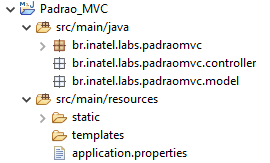 Padrao_MVC
src/main/java
br.inatel.labs.padraomvc
br.inatel.labs.padraomvc.controller
br.inatel.labs.padraomvc.model
src/main/resources
static
templates
application.properties